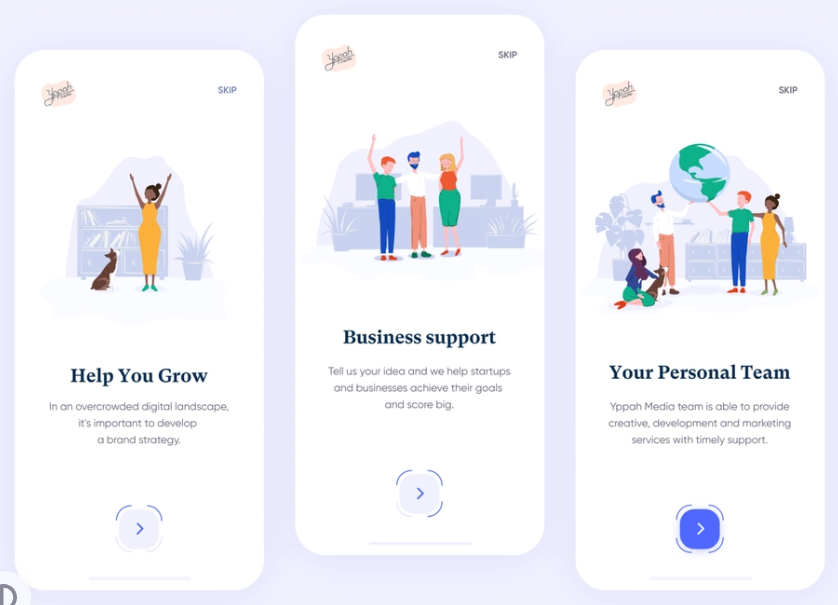 Yppah
SKIP
Help You Grow
In an overcrowded digital landscape,
it's important to develop
a brand strategy.
Yppah
SKIP
Business support
Tell us your idea and we help startups
and businesses achieve their goals
and score big.
Yppah
SKIP
Your Personal Team
Yppah Media team is able to provide
creative, development and marketing
services with timely support.